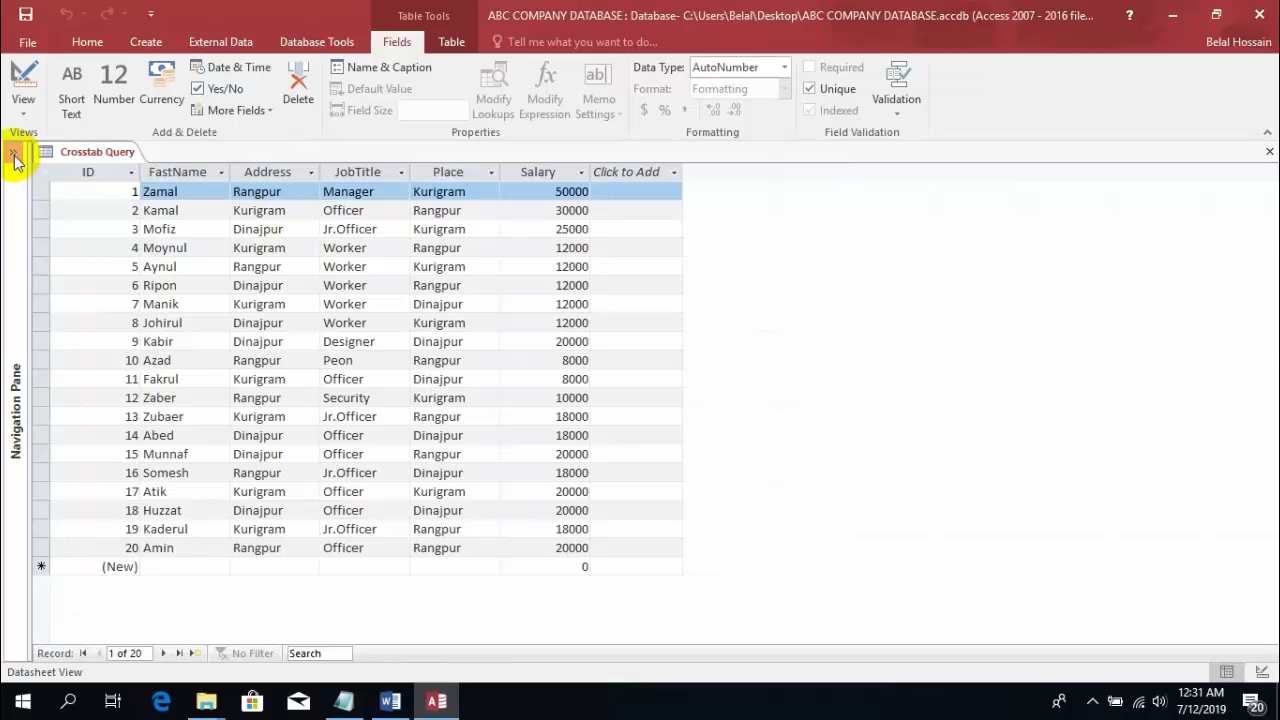 Table Tools
ABC COMPANY DATABASE : Database- C:\Users\Belal\Desktop\ABC COMPANY DATABASE.accdb (Access 2007 - 2016 file...
?
File Home Create External Data Database Tools Fields Table Tell me what you want to do... Belal Hossain
View
AB Short Text
12 Number
Currency
Date & Time
Yes/No
More Fields
Delete
Name & Caption
Default Value
Field Size
Modify Lookups
fx Modify Expression
ab Memo Settings
Data Type: AutoNumber
Format: Formatting
$ % ,
Required
Unique
Indexed
Validation
Views Add & Delete Properties Formatting Field Validation
Crosstab Query
Navigation Pane
ID FastName Address JobTitle Place Salary Click to Add
1 Zamal Rangpur Manager Kurigram 50000
2 Kamal Kurigram Officer Rangpur 30000
3 Mofiz Dinajpur Jr.Officer Kurigram 25000
4 Moynul Kurigram Worker Rangpur 12000
5 Aynul Rangpur Worker Kurigram 12000
6 Ripon Dinajpur Worker Rangpur 12000
7 Manik Kurigram Worker Dinajpur 12000
8 Johirul Dinajpur Worker Kurigram 12000
9 Kabir Dinajpur Designer Dinajpur 20000
10 Azad Rangpur Peon Rangpur 8000
11 Fakrul Kurigram Officer Dinajpur 8000
12 Zaber Rangpur Security Kurigram 10000
13 Zubaer Kurigram Jr.Officer Rangpur 18000
14 Abed Dinajpur Officer Dinajpur 18000
15 Munnaf Dinajpur Officer Rangpur 20000
16 Somesh Rangpur Jr.Officer Dinajpur 18000
17 Atik Kurigram Officer Kurigram 20000
18 Huzzat Dinajpur Officer Dinajpur 20000
19 Kaderul Kurigram Jr.Officer Rangpur 18000
20 Amin Rangpur Officer Rangpur 20000
(New) 0
Record: 1 of 20 No Filter Search
Datasheet View
12:31 AM
7/12/2019
20